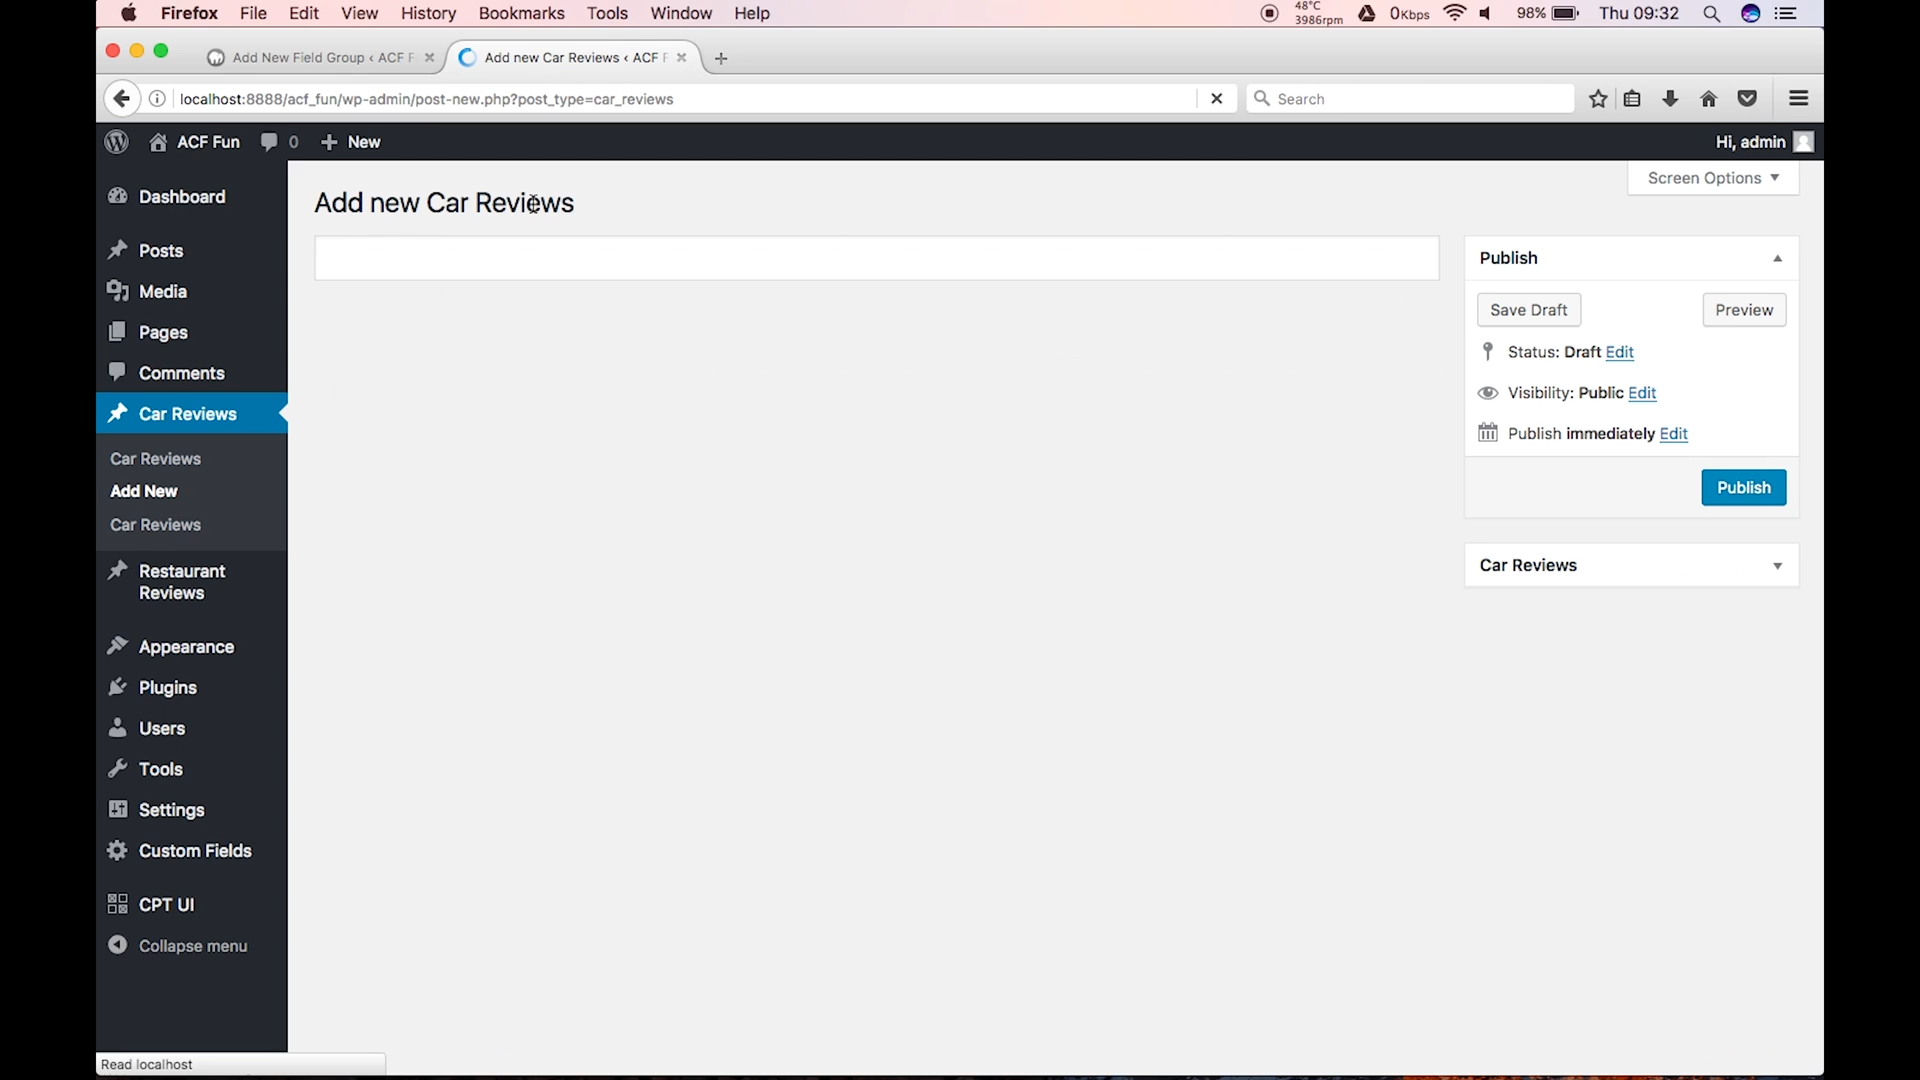 Firefox File Edit View History Bookmarks Tools Window Help 48°C 3986rpm 0Kbps 98% Thu 09:32
Add New Field Group ‹ ACF F
Add new Car Reviews ‹ ACF F
localhost:8888/acf_fun/wp-admin/post-new.php?post_type=car_reviews
Search
ACF Fun 0 New
Hi, admin
Screen Options
Dashboard
Posts
Media
Pages
Comments
Car Reviews
Car Reviews
Add New
Car Reviews
Restaurant
Reviews
Appearance
Plugins
Users
Tools
Settings
Custom Fields
CPT UI
Collapse menu
Add new Car Reviews
Publish
Save Draft
Preview
Status: Draft Edit
Visibility: Public Edit
Publish immediately Edit
Publish
Car Reviews
Read localhost